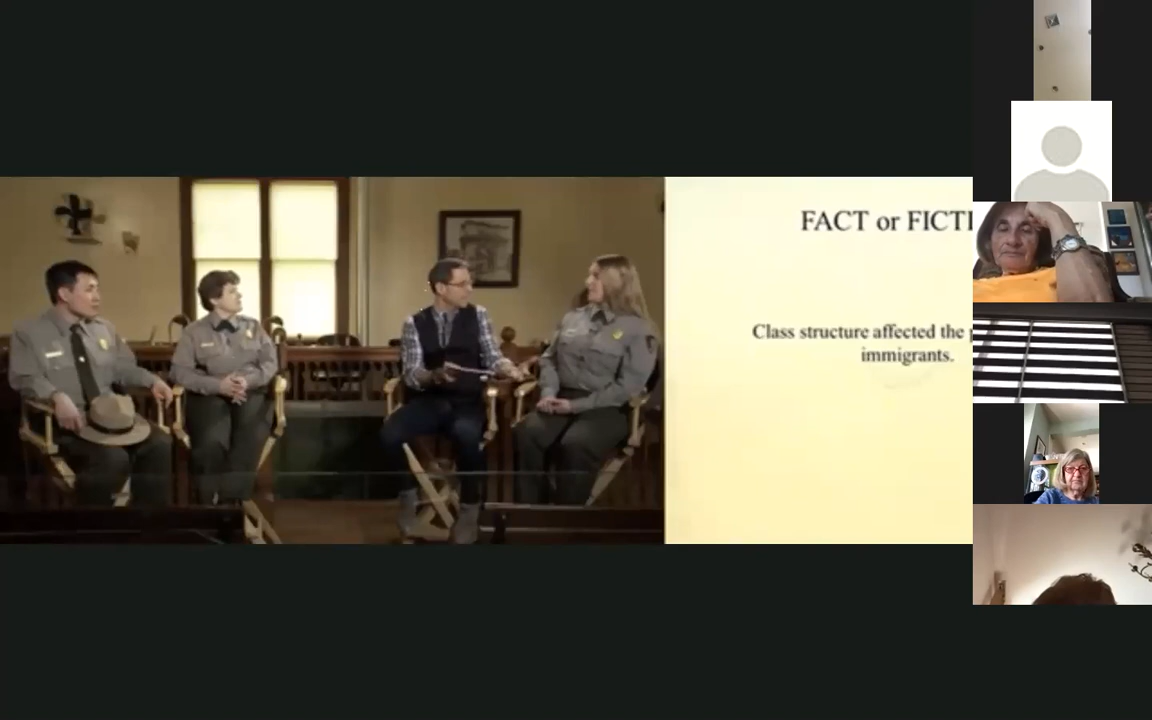 FACT or FICTI
Class structure affected the
immigrants.